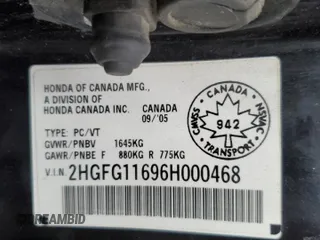 HONDA OF CANADA MFG.,
A DIVISION OF
HONDA CANADA INC. CANADA
09/'05
TYPE: PC/VT
GVWR/PNBV 1645KG
GAWR/PNBE F 880KG R 775KG
V.I.N. 2HGFG11696H000468
CANADA
CMVSS
942
NSVAC
TRANSPORT
DREAMBID